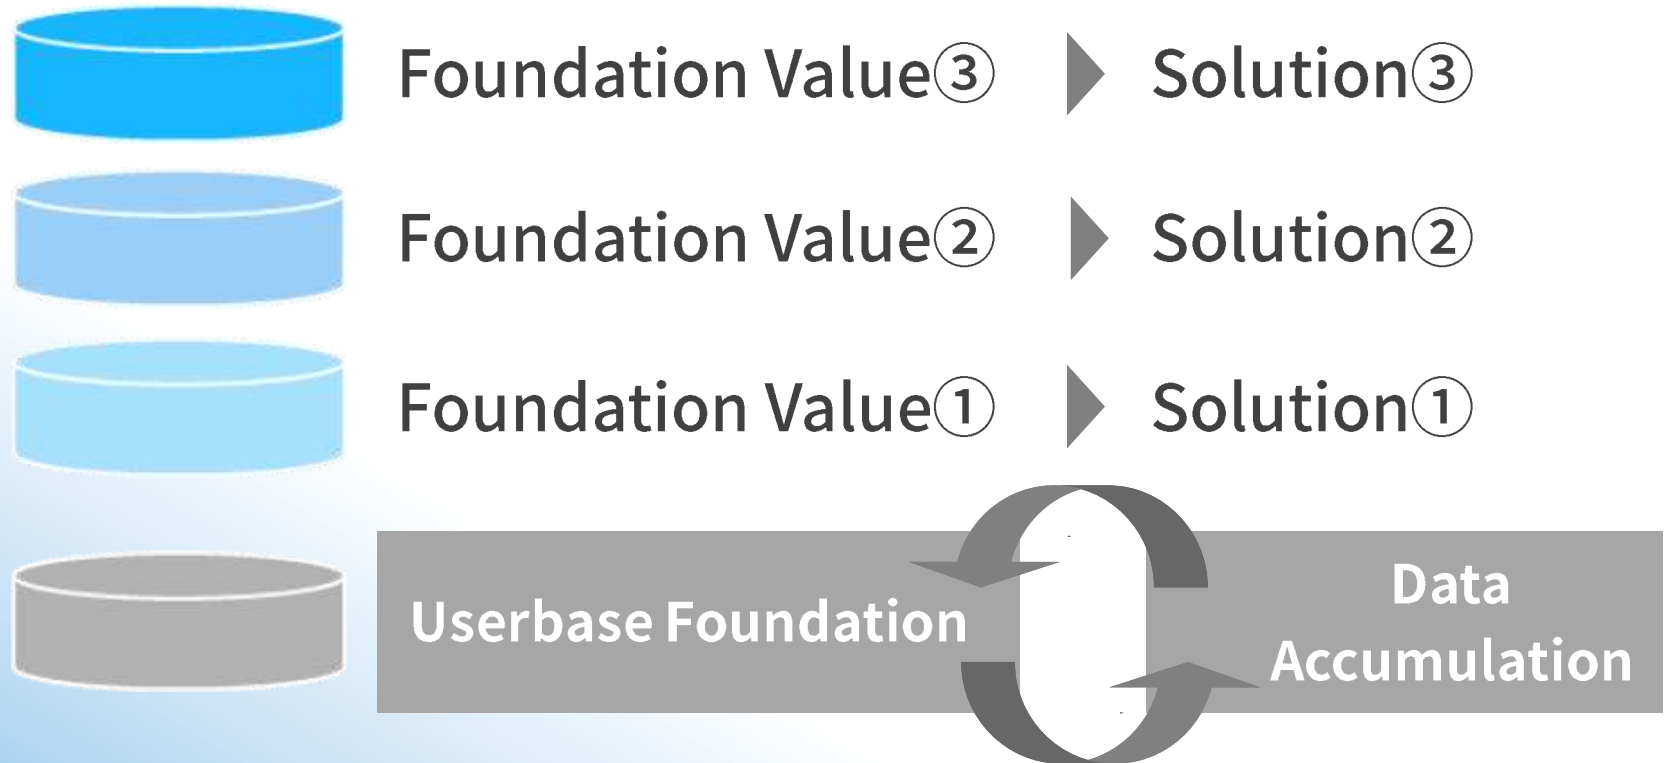 Foundation Value③ Solution③
Foundation Value② Solution②
Foundation Value① Solution①
Userbase Foundation
Data
Accumulation